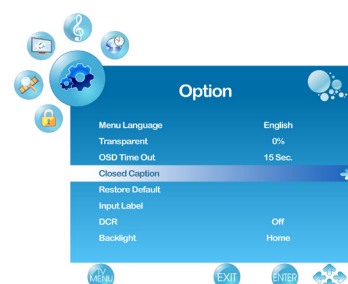 Option
Menu Language English
Transparent 0%
OSD Time Out 15 Sec.
Closed Caption
Restore Default
Input Label
DCR Off
Backlight Home
TV MENU EXIT ENTER